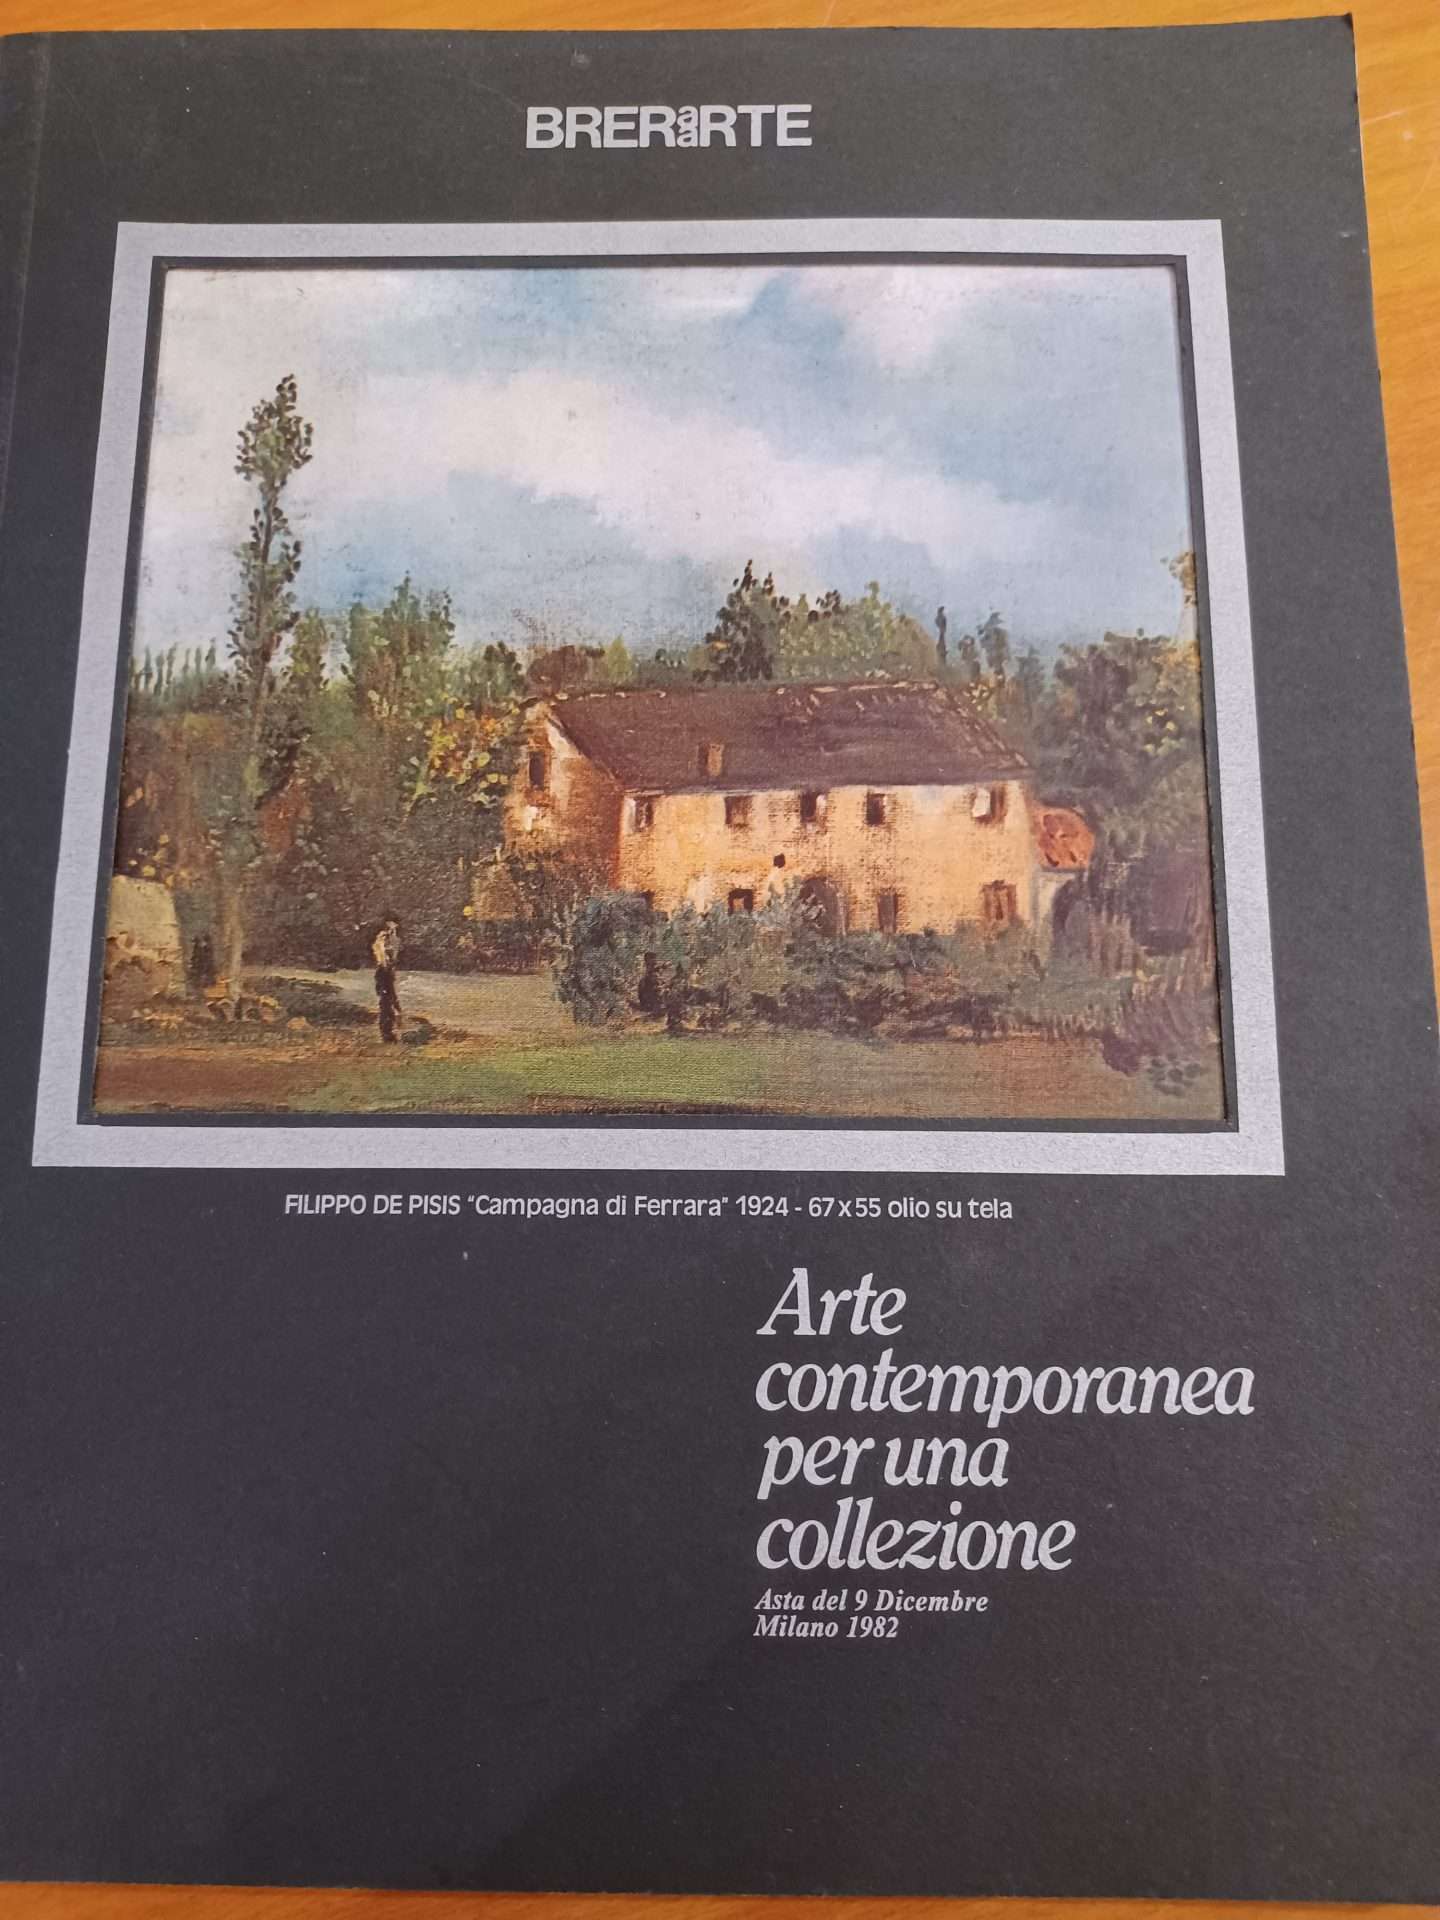 BRERAARTE
FILIPPO DE PISIS "Campagna di Ferrara" 1924 - 67x55 olio su tela
Arte
contemporanea
per una
collezione
Asta del 9 Dicembre
Milano 1982